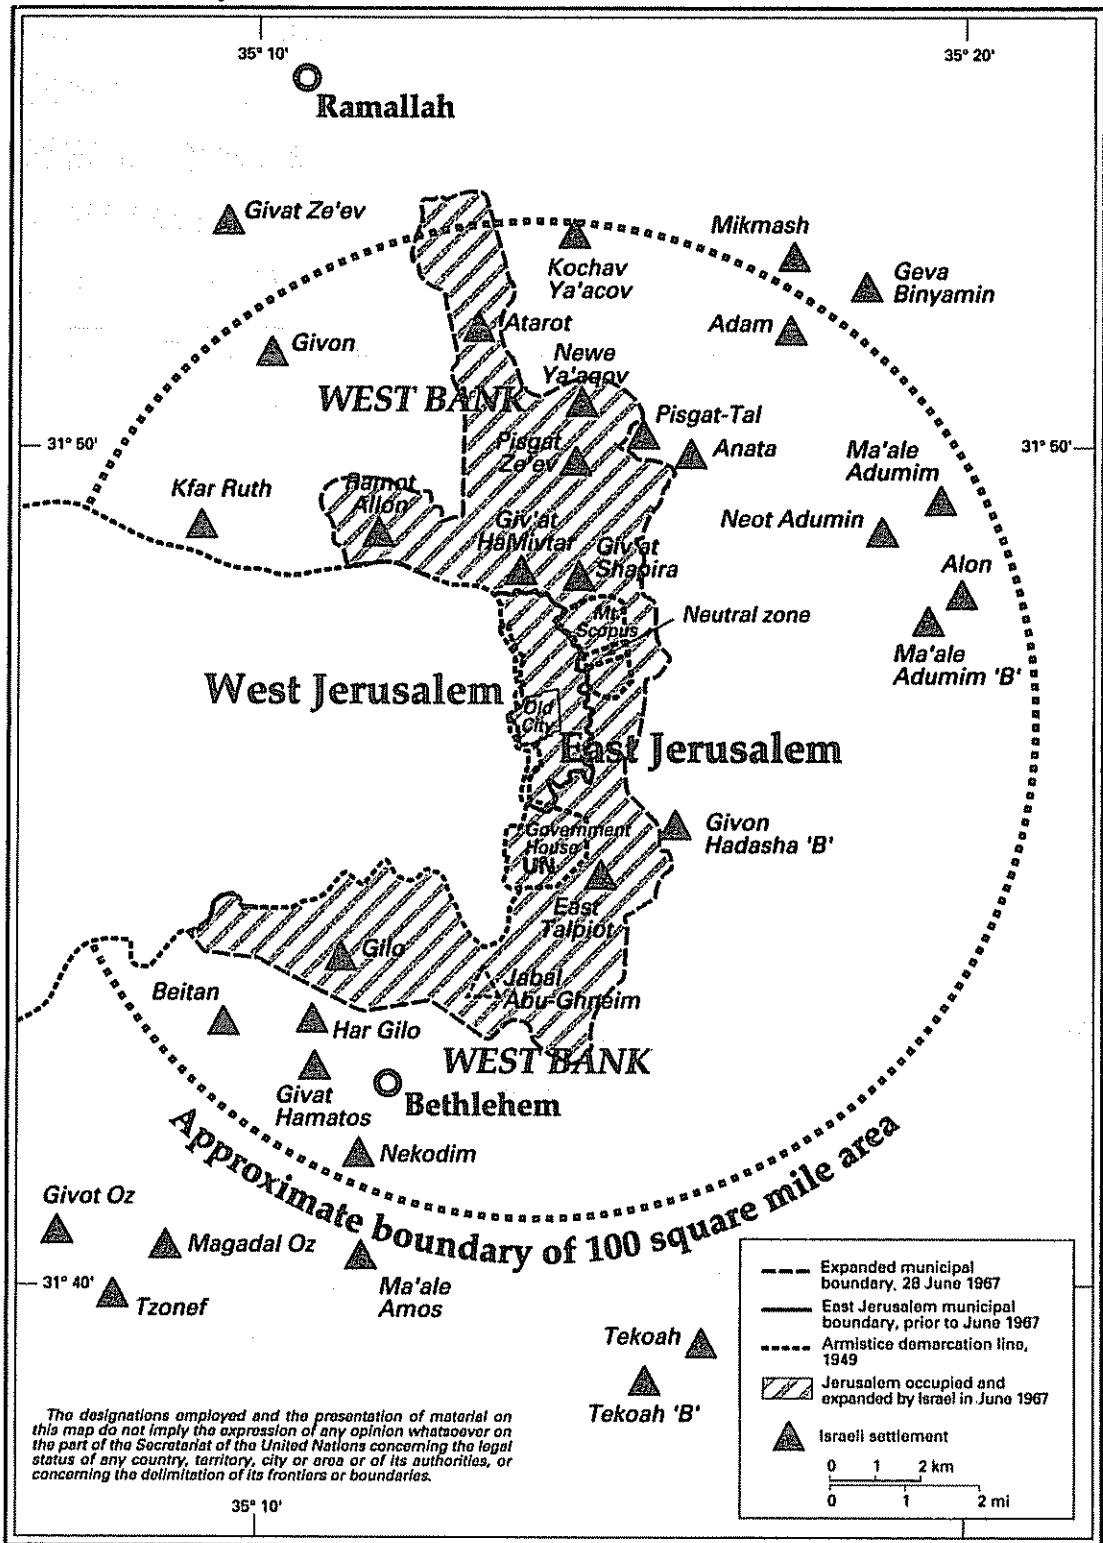 35° 10'
35° 20'
Ramallah
Givat Ze'ev
Mikmash
Kochav
Ya'acov
Geva
Binyamin
Atarot
Adam
Givon
Newe
Ya'aqov
WEST BANK
Pisgat-Tal
31° 50'
31° 50'
Pisgat
Ze'ev
Anata
Ma'ale
Adumim
Kfar Ruth
Ramot
Allon
Giv'at
HaMivtar
Neot Adumin
Giv'at
Shapira
Alon
Mt.
Scopus
Neutral zone
Ma'ale
Adumim 'B'
West Jerusalem
Old
City
East Jerusalem
Givon
Hadasha 'B'
Government
House
UN
East
Talpiot
Gilo
Jabal
Abu-Ghneim
Beitan
Har Gilo
WEST BANK
Givat
Hamatos
Bethlehem
Nekodim
Approximate boundary of 100 square mile area
Givot Oz
Magadal Oz
31° 40'
Tzonef
Ma'ale
Amos
Tekoah
Tekoah 'B'
Expanded municipal
boundary, 28 June 1967
East Jerusalem municipal
boundary, prior to June 1967
Armistice demarcation line,
1949
Jerusalem occupied and
expanded by Israel in June 1967
Israeli settlement
0 1 2 km
0 1 2 mi
The designations employed and the presentation of material on
this map do not imply the expression of any opinion whatsoever on
the part of the Secretariat of the United Nations concerning the legal
status of any country, territory, city or area or of its authorities, or
concerning the delimitation of its frontiers or boundaries.
35° 10'